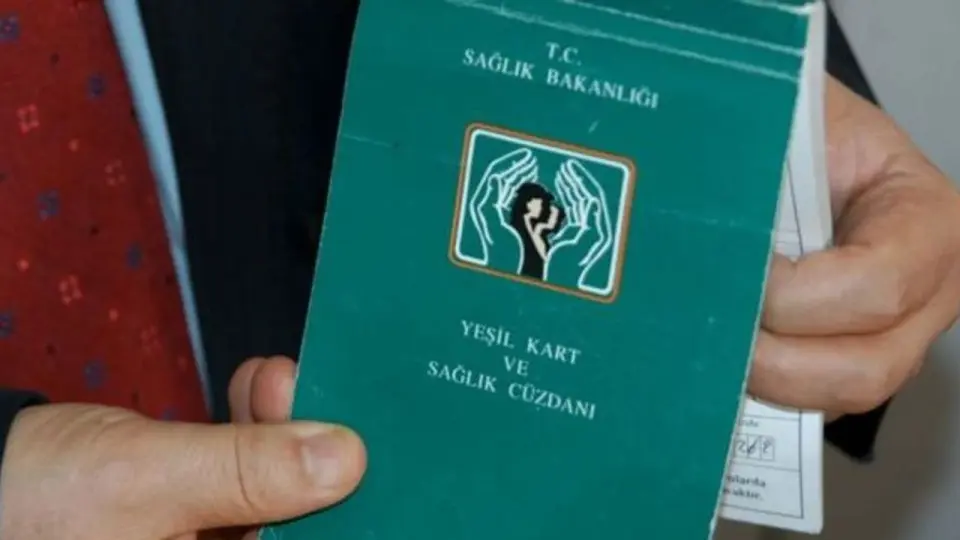 T.C.
SAĞLIK BAKANLIĞI
YEŞİL KART
VE
SAĞLIK CÜZDANI